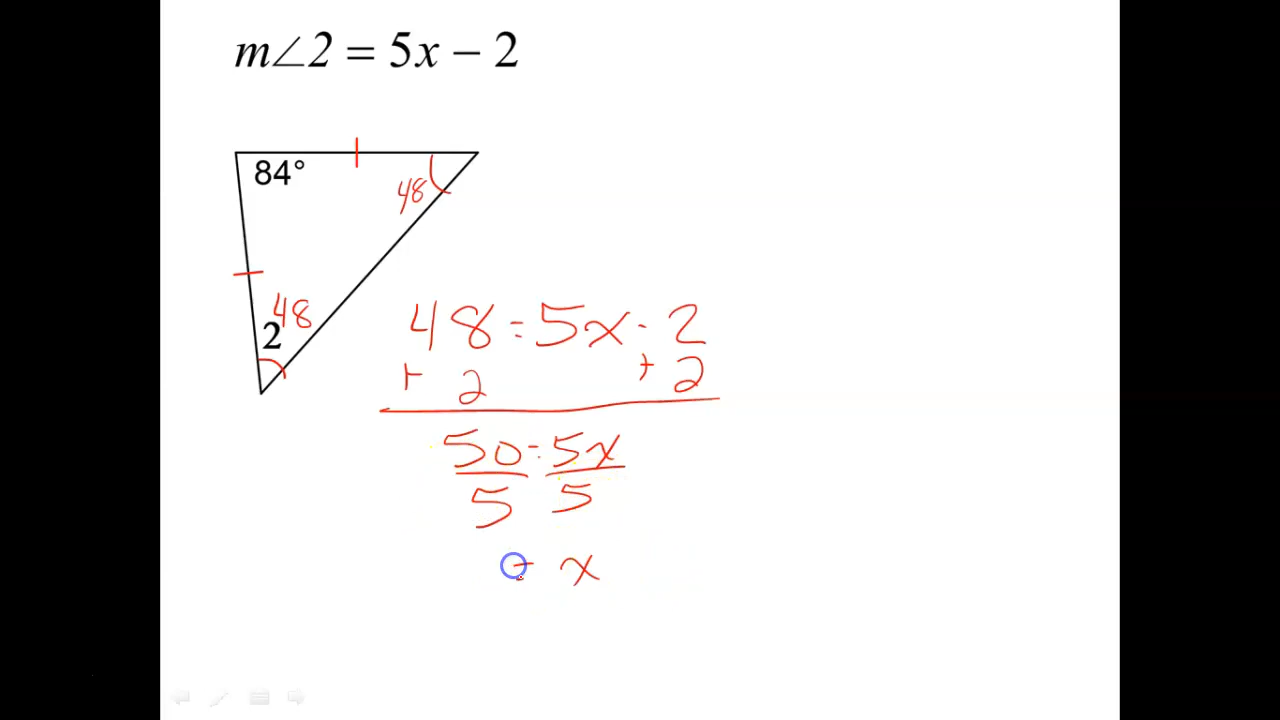 m∠2 = 5x − 2
84°
48
48
2
48 = 5x - 2
+ 2 + 2
50 = 5x
5 5
= x